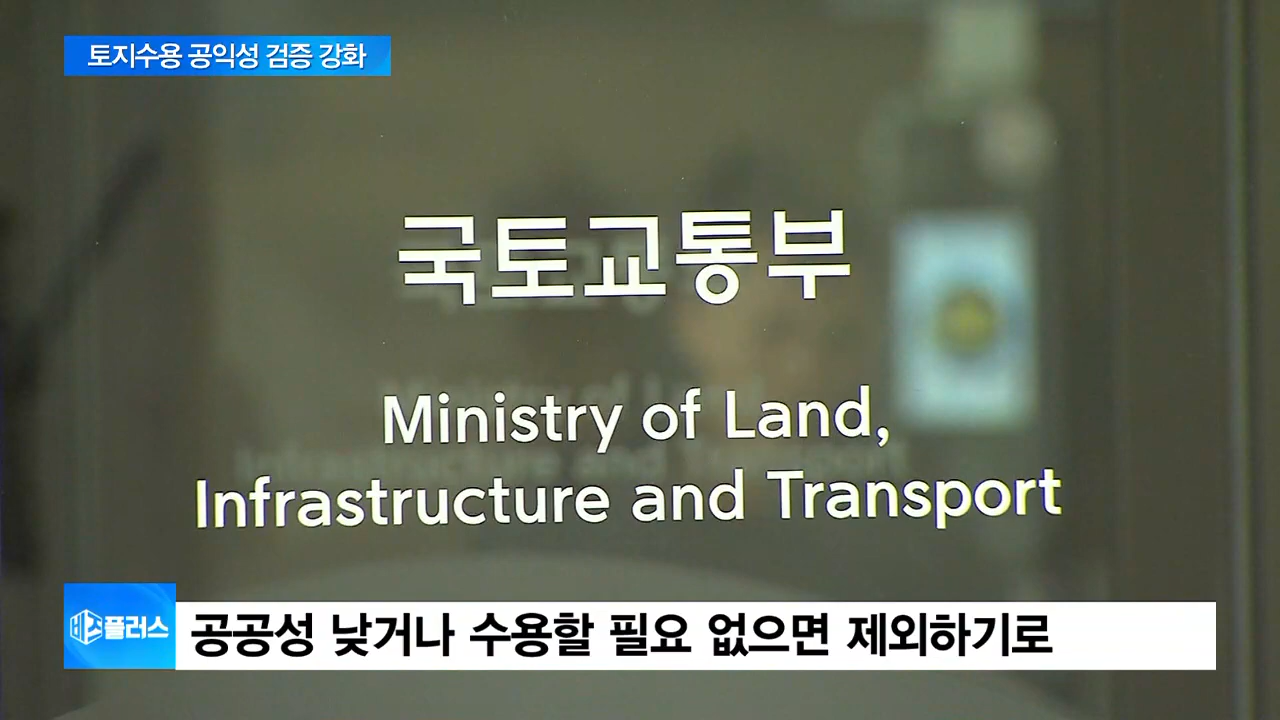 토지수용 공익성 검증 강화
국토교통부
Ministry of Land,
Infrastructure and Transport
비즈플러스
공공성 낮거나 수용할 필요 없으면 제외하기로